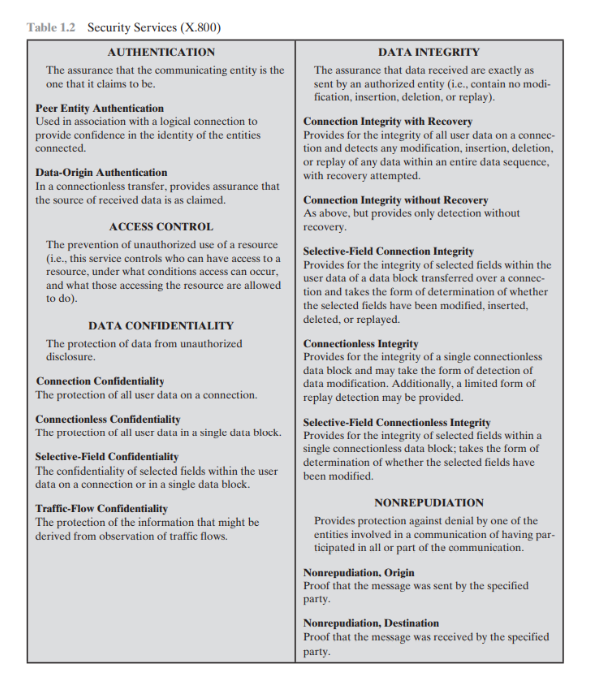 Table 1.2 Security Services (X.800)
AUTHENTICATION
The assurance that the communicating entity is the
one that it claims to be.
Peer Entity Authentication
Used in association with a logical connection to
provide confidence in the identity of the entities
connected.
Data-Origin Authentication
In a connectionless transfer, provides assurance that
the source of received data is as claimed.
ACCESS CONTROL
The prevention of unauthorized use of a resource
(i.e., this service controls who can have access to a
resource, under what conditions access can occur,
and what those accessing the resource are allowed
to do).
DATA CONFIDENTIALITY
The protection of data from unauthorized
disclosure.
Connection Confidentiality
The protection of all user data on a connection.
Connectionless Confidentiality
The protection of all user data in a single data block.
Selective-Field Confidentiality
The confidentiality of selected fields within the user
data on a connection or in a single data block.
Traffic-Flow Confidentiality
The protection of the information that might be
derived from observation of traffic flows.
DATA INTEGRITY
The assurance that data received are exactly as
sent by an authorized entity (i.e., contain no modi-
fication, insertion, deletion, or replay).
Connection Integrity with Recovery
Provides for the integrity of all user data on a connec-
tion and detects any modification, insertion, deletion,
or replay of any data within an entire data sequence,
with recovery attempted.
Connection Integrity without Recovery
As above, but provides only detection without
recovery.
Selective-Field Connection Integrity
Provides for the integrity of selected fields within the
user data of a data block transferred over a connec-
tion and takes the form of determination of whether
the selected fields have been modified, inserted,
deleted, or replayed.
Connectionless Integrity
Provides for the integrity of a single connectionless
data block and may take the form of detection of
data modification. Additionally, a limited form of
replay detection may be provided.
Selective-Field Connectionless Integrity
Provides for the integrity of selected fields within a
single connectionless data block; takes the form of
determination of whether the selected fields have
been modified.
NONREPUDIATION
Provides protection against denial by one of the
entities involved in a communication of having par-
ticipated in all or part of the communication.
Nonrepudiation, Origin
Proof that the message was sent by the specified
party.
Nonrepudiation, Destination
Proof that the message was received by the specified
party.